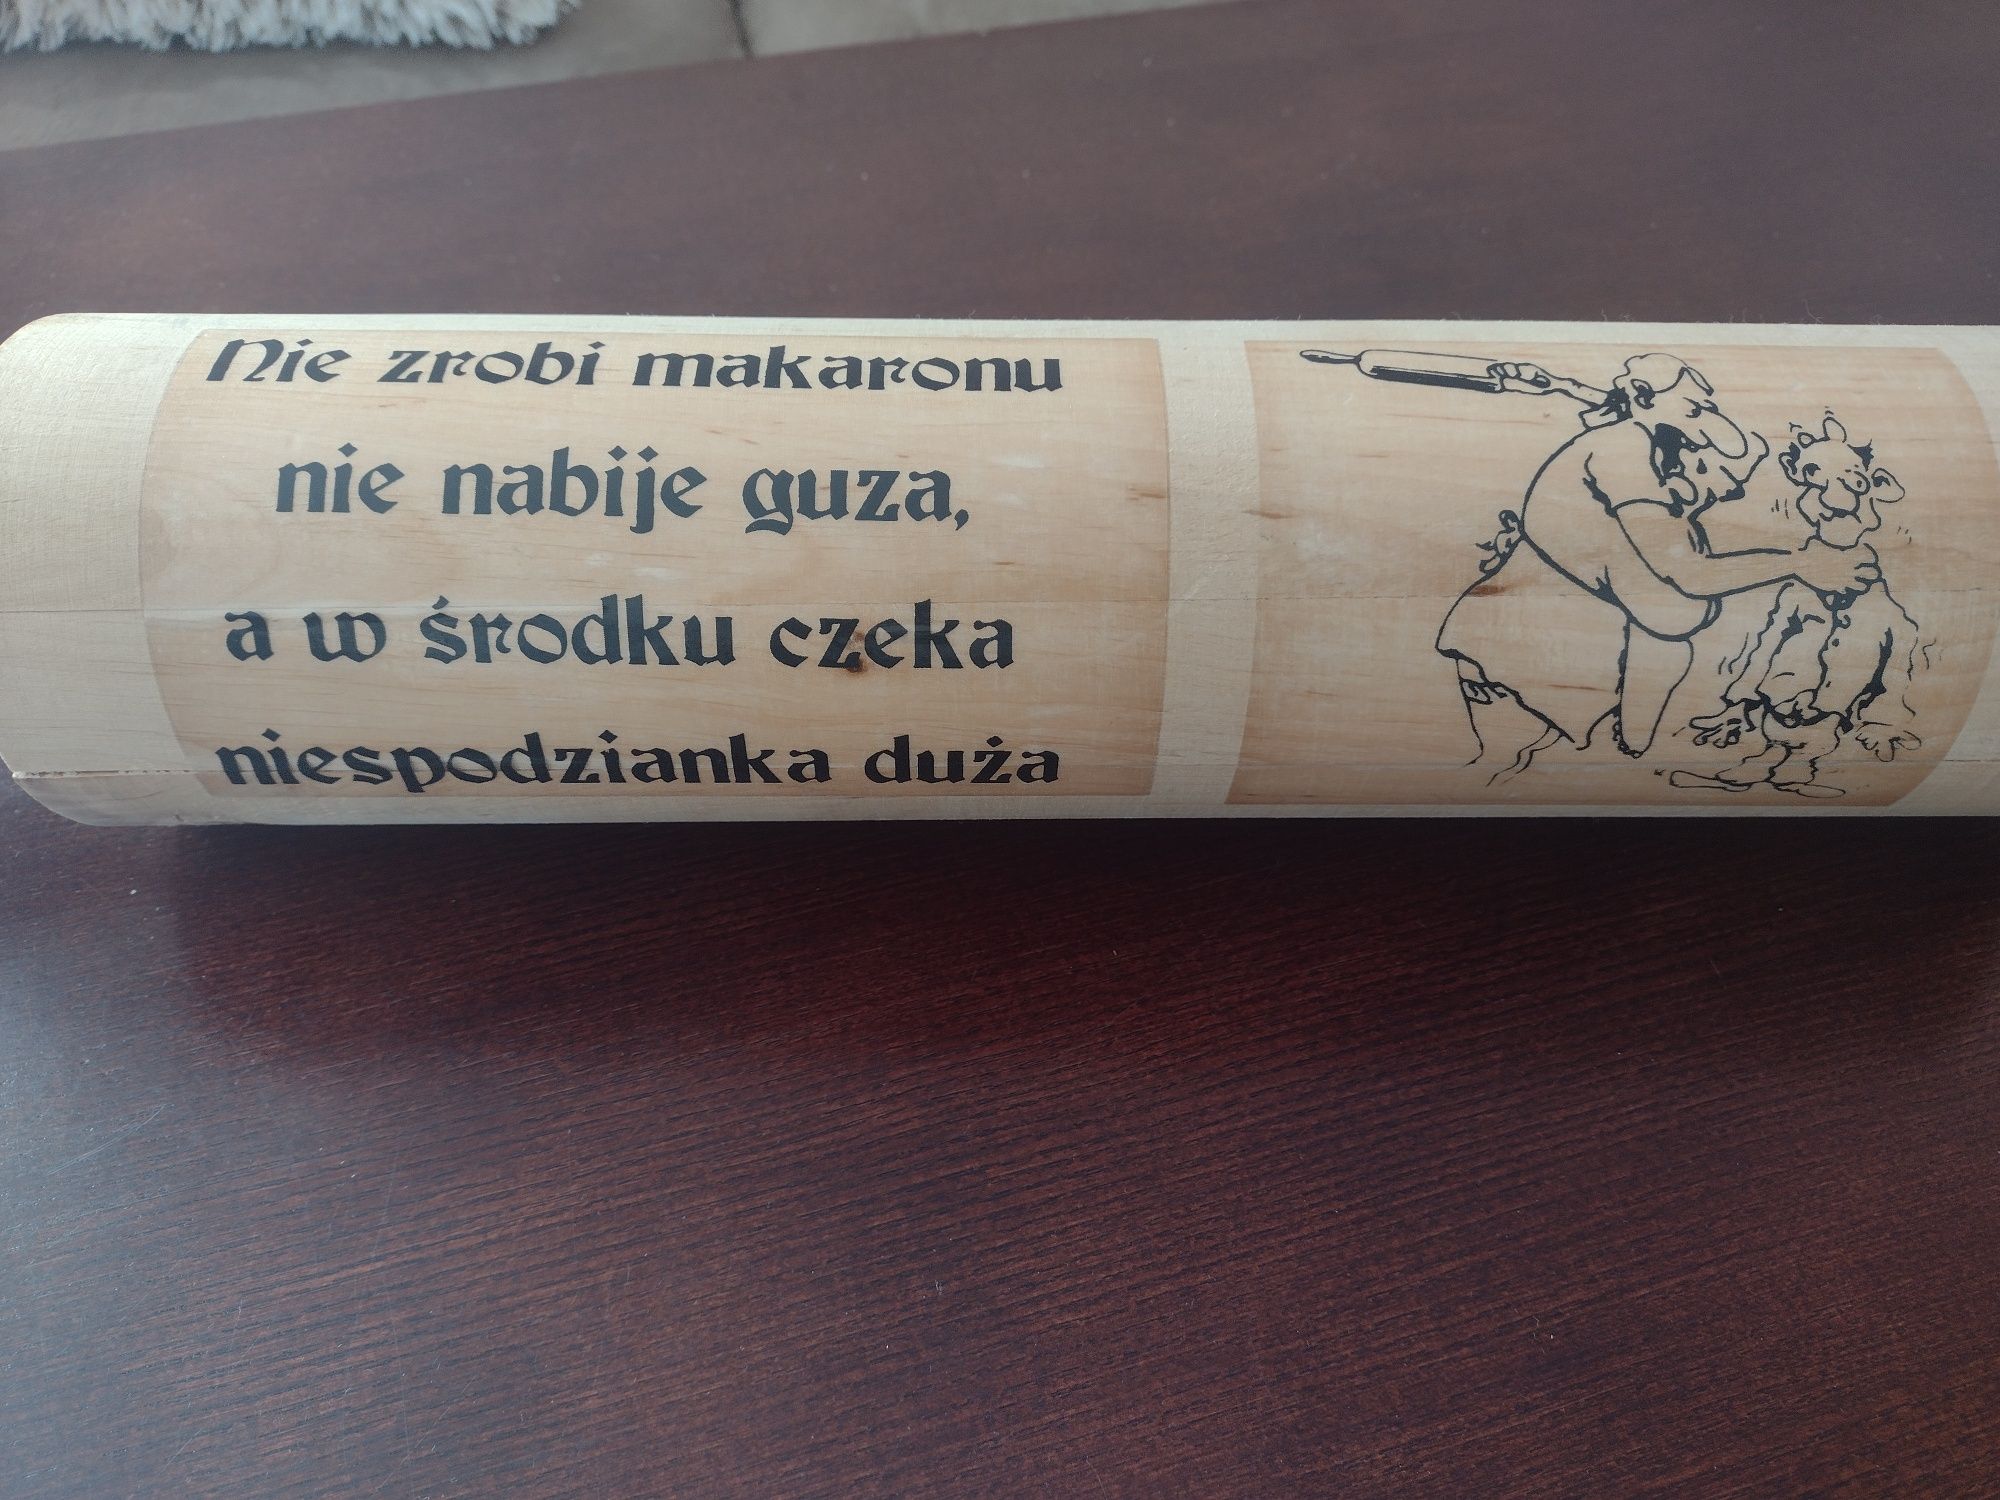 Nie zrobi makaronu
nie nabije guza,
a w środku czeka
niespodzianka duża